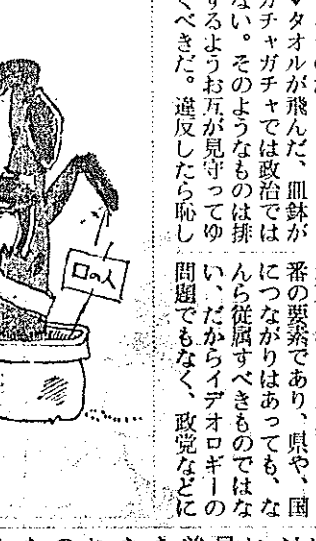 タオルが飛んだ、皿鉢が
ガチャガチャでは政治では
ない。そのようなものは排
するようお互が見守ってゆ
くべきだ。違反したら恥し
番の要素であり、県や、国
につながりはあっても、な
んら従属すべきものではな
い、だからイデオロギーの
問題でもなく、政党などに
口の人